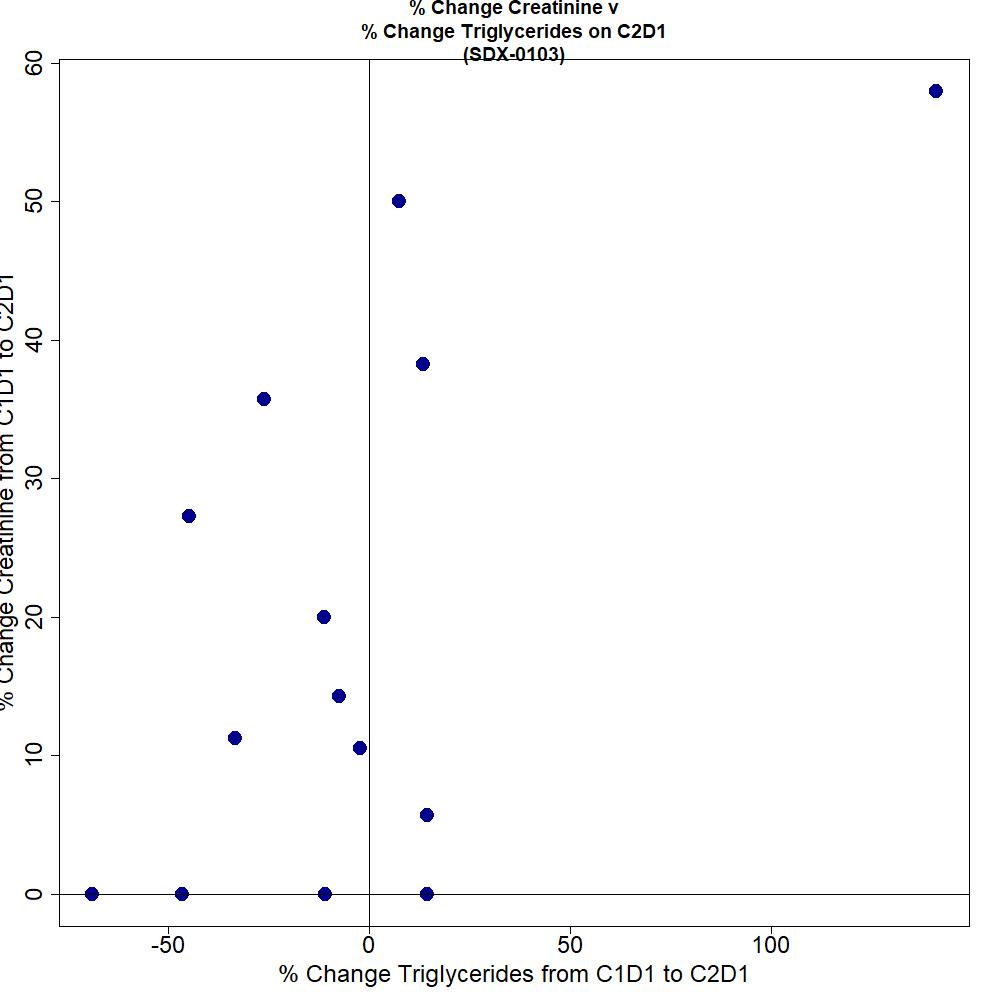 % Change Creatinine v
% Change Triglycerides on C2D1
(SDX-0103)
60
50
40
30
20
10
0
% Change Creatinine from C1D1 to C2D1
-50
0
50
100
% Change Triglycerides from C1D1 to C2D1